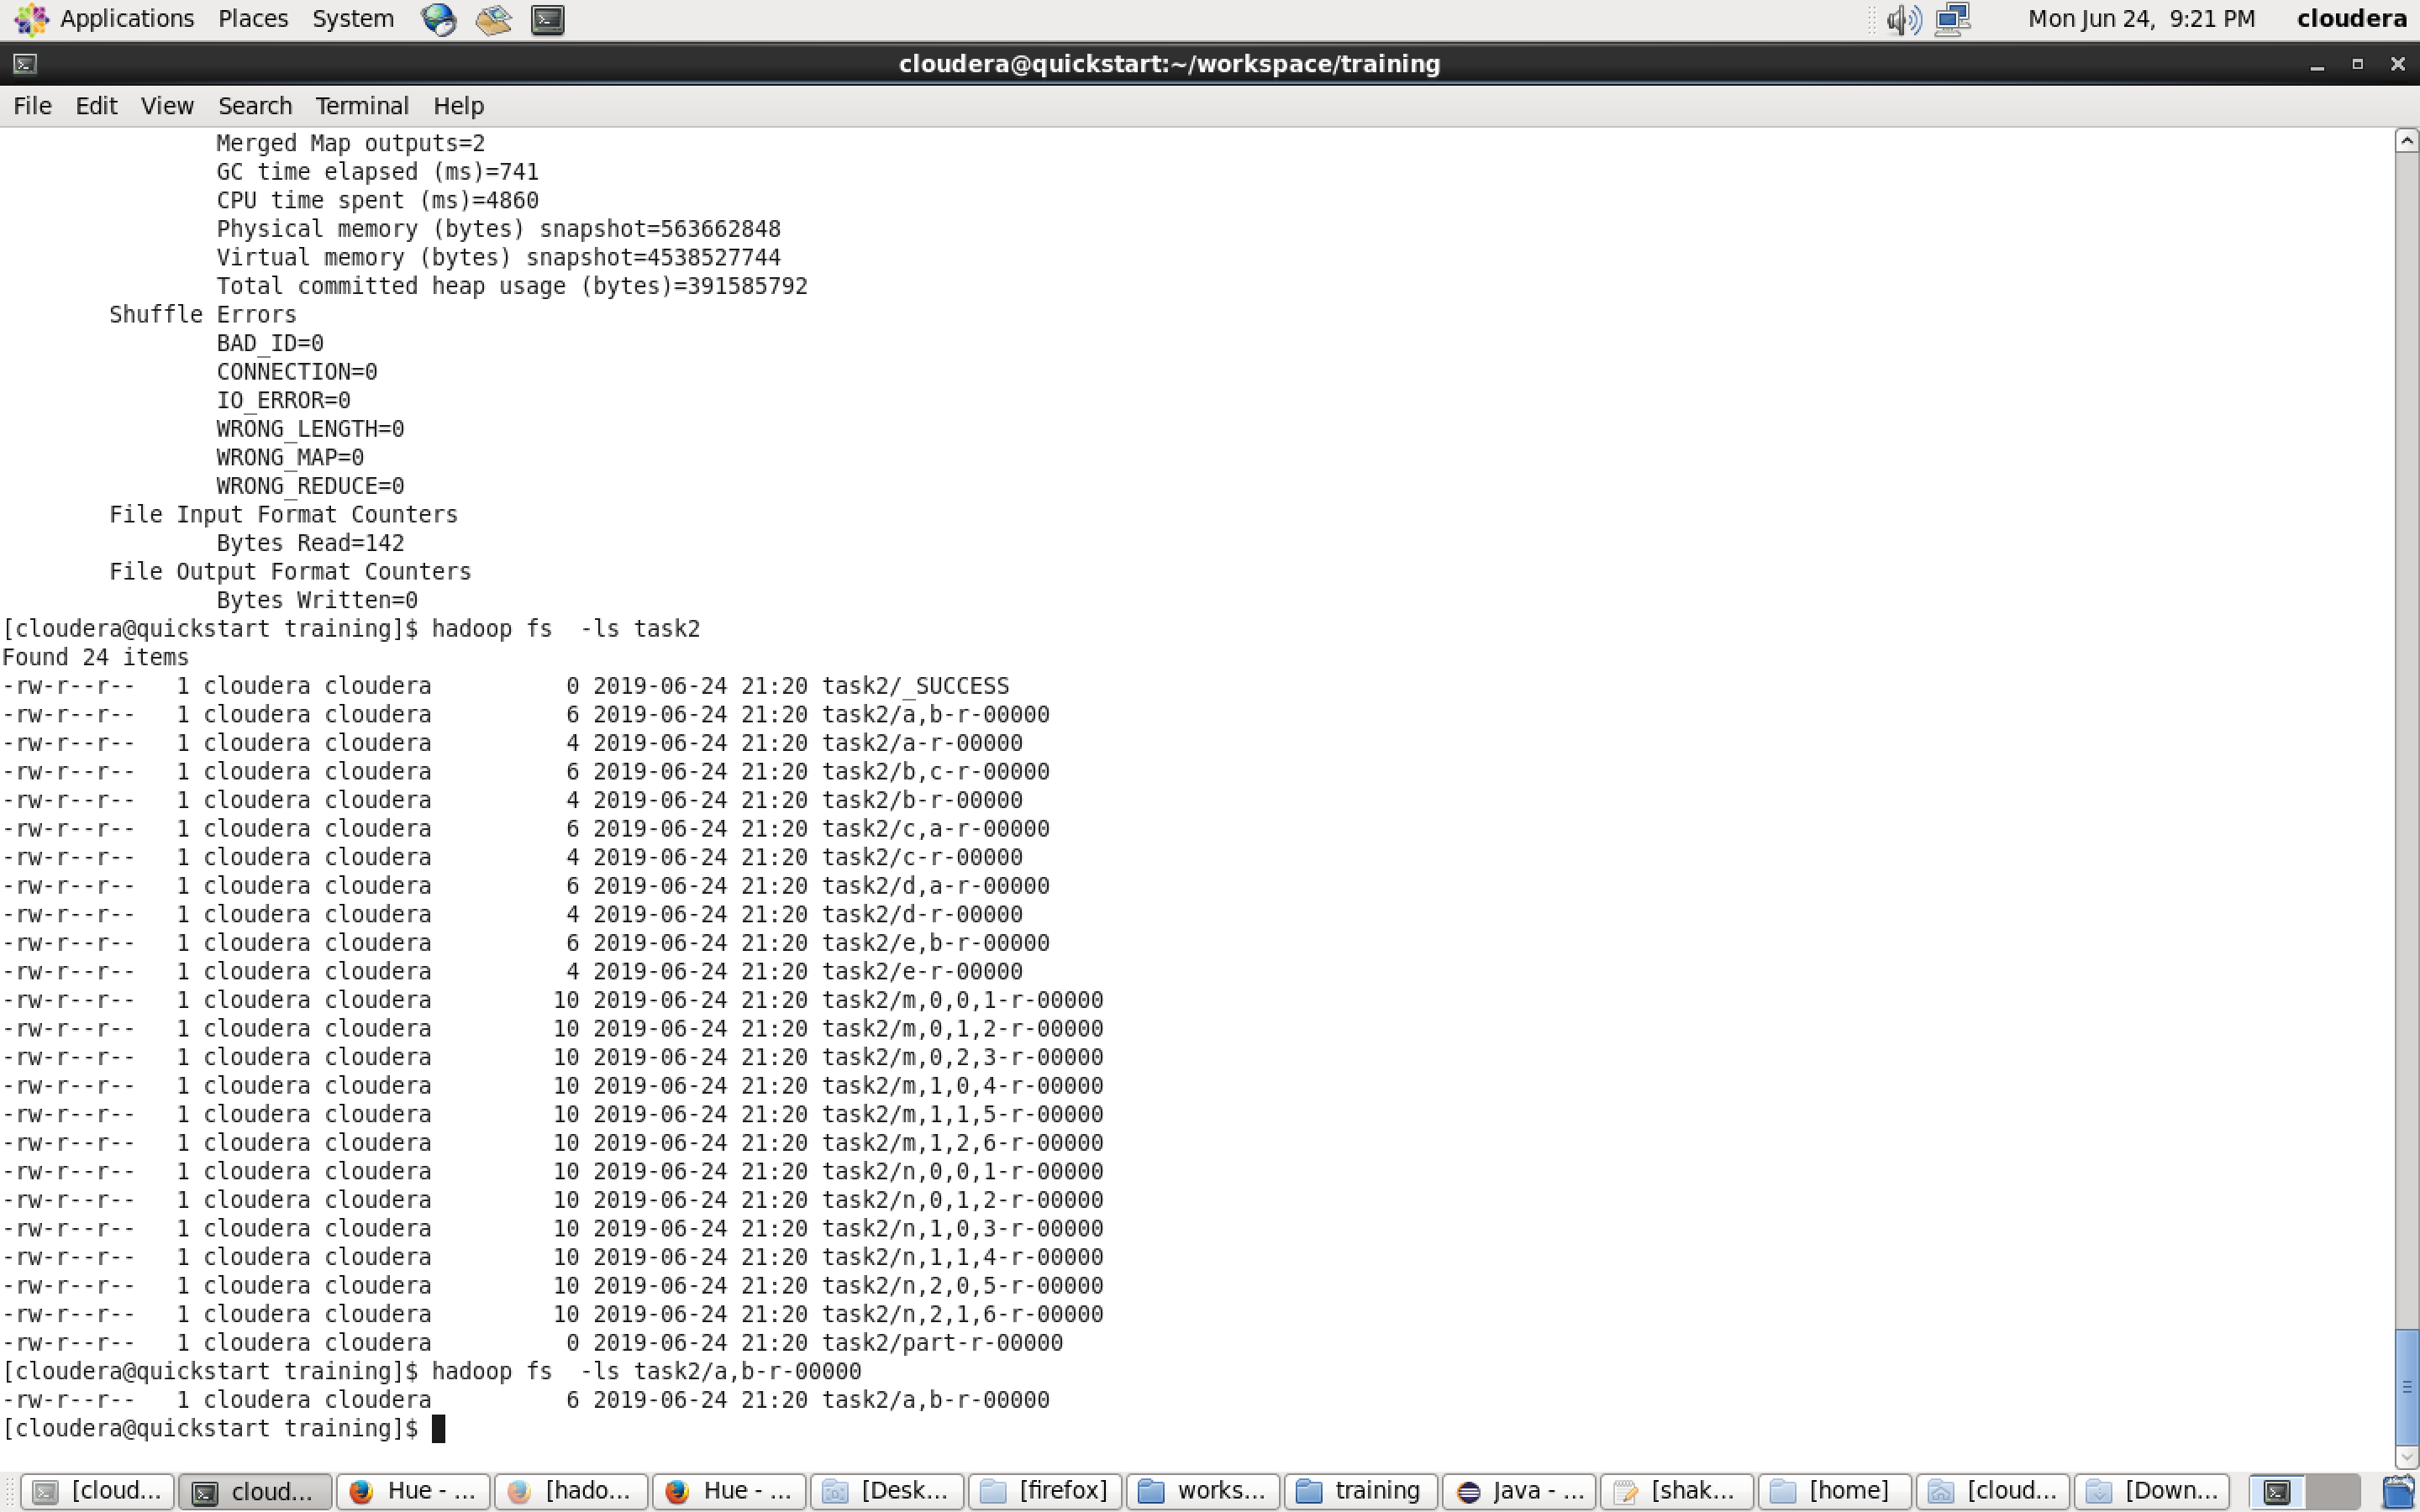 Applications Places System Mon Jun 24, 9:21 PM cloudera
cloudera@quickstart:~/workspace/training
File Edit View Search Terminal Help
Merged Map outputs=2
GC time elapsed (ms)=741
CPU time spent (ms)=4860
Physical memory (bytes) snapshot=563662848
Virtual memory (bytes) snapshot=4538527744
Total committed heap usage (bytes)=391585792
Shuffle Errors
BAD_ID=0
CONNECTION=0
IO_ERROR=0
WRONG_LENGTH=0
WRONG_MAP=0
WRONG_REDUCE=0
File Input Format Counters
Bytes Read=142
File Output Format Counters
Bytes Written=0
[cloudera@quickstart training]$ hadoop fs  -ls task2
Found 24 items
-rw-r--r--   1 cloudera cloudera          0 2019-06-24 21:20 task2/_SUCCESS
-rw-r--r--   1 cloudera cloudera          6 2019-06-24 21:20 task2/a,b-r-00000
-rw-r--r--   1 cloudera cloudera          4 2019-06-24 21:20 task2/a-r-00000
-rw-r--r--   1 cloudera cloudera          6 2019-06-24 21:20 task2/b,c-r-00000
-rw-r--r--   1 cloudera cloudera          4 2019-06-24 21:20 task2/b-r-00000
-rw-r--r--   1 cloudera cloudera          6 2019-06-24 21:20 task2/c,a-r-00000
-rw-r--r--   1 cloudera cloudera          4 2019-06-24 21:20 task2/c-r-00000
-rw-r--r--   1 cloudera cloudera          6 2019-06-24 21:20 task2/d,a-r-00000
-rw-r--r--   1 cloudera cloudera          4 2019-06-24 21:20 task2/d-r-00000
-rw-r--r--   1 cloudera cloudera          6 2019-06-24 21:20 task2/e,b-r-00000
-rw-r--r--   1 cloudera cloudera          4 2019-06-24 21:20 task2/e-r-00000
-rw-r--r--   1 cloudera cloudera         10 2019-06-24 21:20 task2/m,0,0,1-r-00000
-rw-r--r--   1 cloudera cloudera         10 2019-06-24 21:20 task2/m,0,1,2-r-00000
-rw-r--r--   1 cloudera cloudera         10 2019-06-24 21:20 task2/m,0,2,3-r-00000
-rw-r--r--   1 cloudera cloudera         10 2019-06-24 21:20 task2/m,1,0,4-r-00000
-rw-r--r--   1 cloudera cloudera         10 2019-06-24 21:20 task2/m,1,1,5-r-00000
-rw-r--r--   1 cloudera cloudera         10 2019-06-24 21:20 task2/m,1,2,6-r-00000
-rw-r--r--   1 cloudera cloudera         10 2019-06-24 21:20 task2/n,0,0,1-r-00000
-rw-r--r--   1 cloudera cloudera         10 2019-06-24 21:20 task2/n,0,1,2-r-00000
-rw-r--r--   1 cloudera cloudera         10 2019-06-24 21:20 task2/n,1,0,3-r-00000
-rw-r--r--   1 cloudera cloudera         10 2019-06-24 21:20 task2/n,1,1,4-r-00000
-rw-r--r--   1 cloudera cloudera         10 2019-06-24 21:20 task2/n,2,0,5-r-00000
-rw-r--r--   1 cloudera cloudera         10 2019-06-24 21:20 task2/n,2,1,6-r-00000
-rw-r--r--   1 cloudera cloudera          0 2019-06-24 21:20 task2/part-r-00000
[cloudera@quickstart training]$ hadoop fs  -ls task2/a,b-r-00000
-rw-r--r--   1 cloudera cloudera          6 2019-06-24 21:20 task2/a,b-r-00000
[cloudera@quickstart training]$
[cloud... cloud... Hue - ... [hado... Hue - ... [Desk... [firefox] works... training Java - ... [shak... [home] [cloud... [Down...